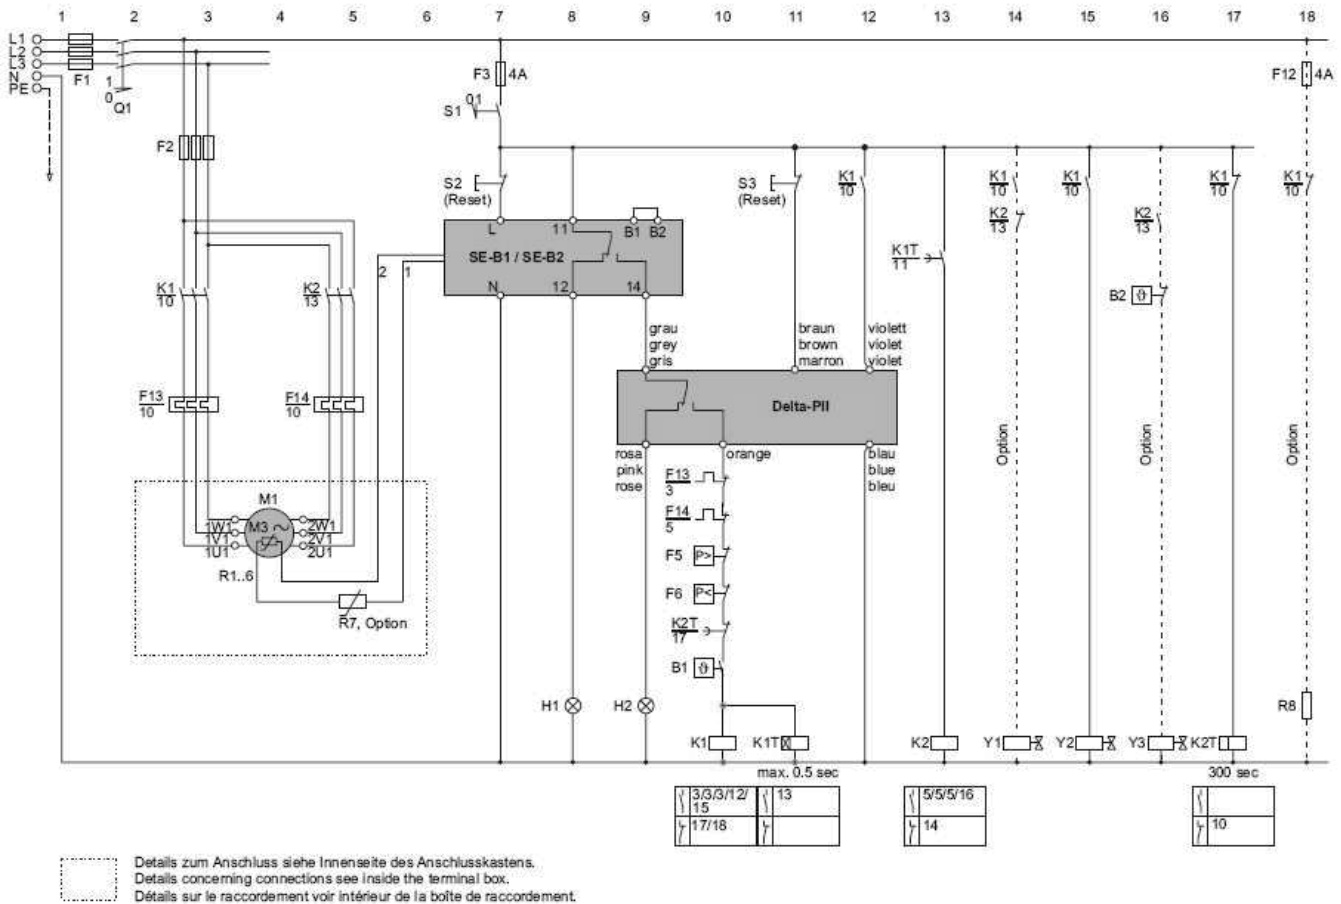 1 2 3 4 5 6 7 8 9 10 11 12 13 14 15 16 17 18
L1
L2
L3
N
PE
F1
1
0
Q1
F2
F3 4A
S1 01
F12 4A
S2
(Reset)
S3
(Reset)
K1
10
K1
10
K2
13
K1
10
K2
13
K1
10
K1
10
L 11 B1 B2
SE-B1 / SE-B2
N 12 14
2 1
K1T
11
B2
K1
10
K2
13
grau
grey
gris
braun
brown
marron
violett
violet
violet
Delta-PII
F13
10
F14
10
Option
Option
Option
rosa
pink
rose
orange
blau
blue
bleu
F13
3
F14
5
F5 P>
F6 P<
K2T
17
B1
M1
M3
1W1
1V1
1U1
2W1
2V1
2U1
R1..6
R7, Option
H1 H2
R8
K1 K1T K2 Y1 Y2 Y3 K2T
max. 0.5 sec
300 sec
3/3/3/12/
15
17/18
13
5/5/5/16
14
10
Details zum Anschluss siehe Innenseite des Anschlusskastens.
Details concerning connections see inside the terminal box.
Détails sur le raccordement voir intérieur de la boîte de raccordement.